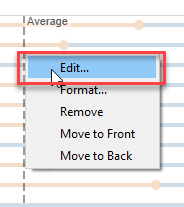 Average
Edit...
Format...
Remove
Move to Front
Move to Back